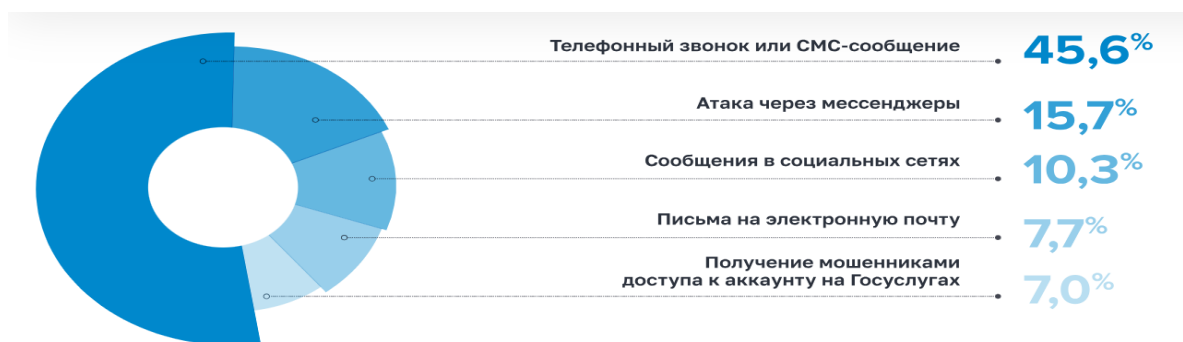 Телефонный звонок или СМС-сообщение 45,6%
Атака через мессенджеры 15,7%
Сообщения в социальных сетях 10,3%
Письма на электронную почту 7,7%
Получение мошенниками
доступа к аккаунту на Госуслугах 7,0%